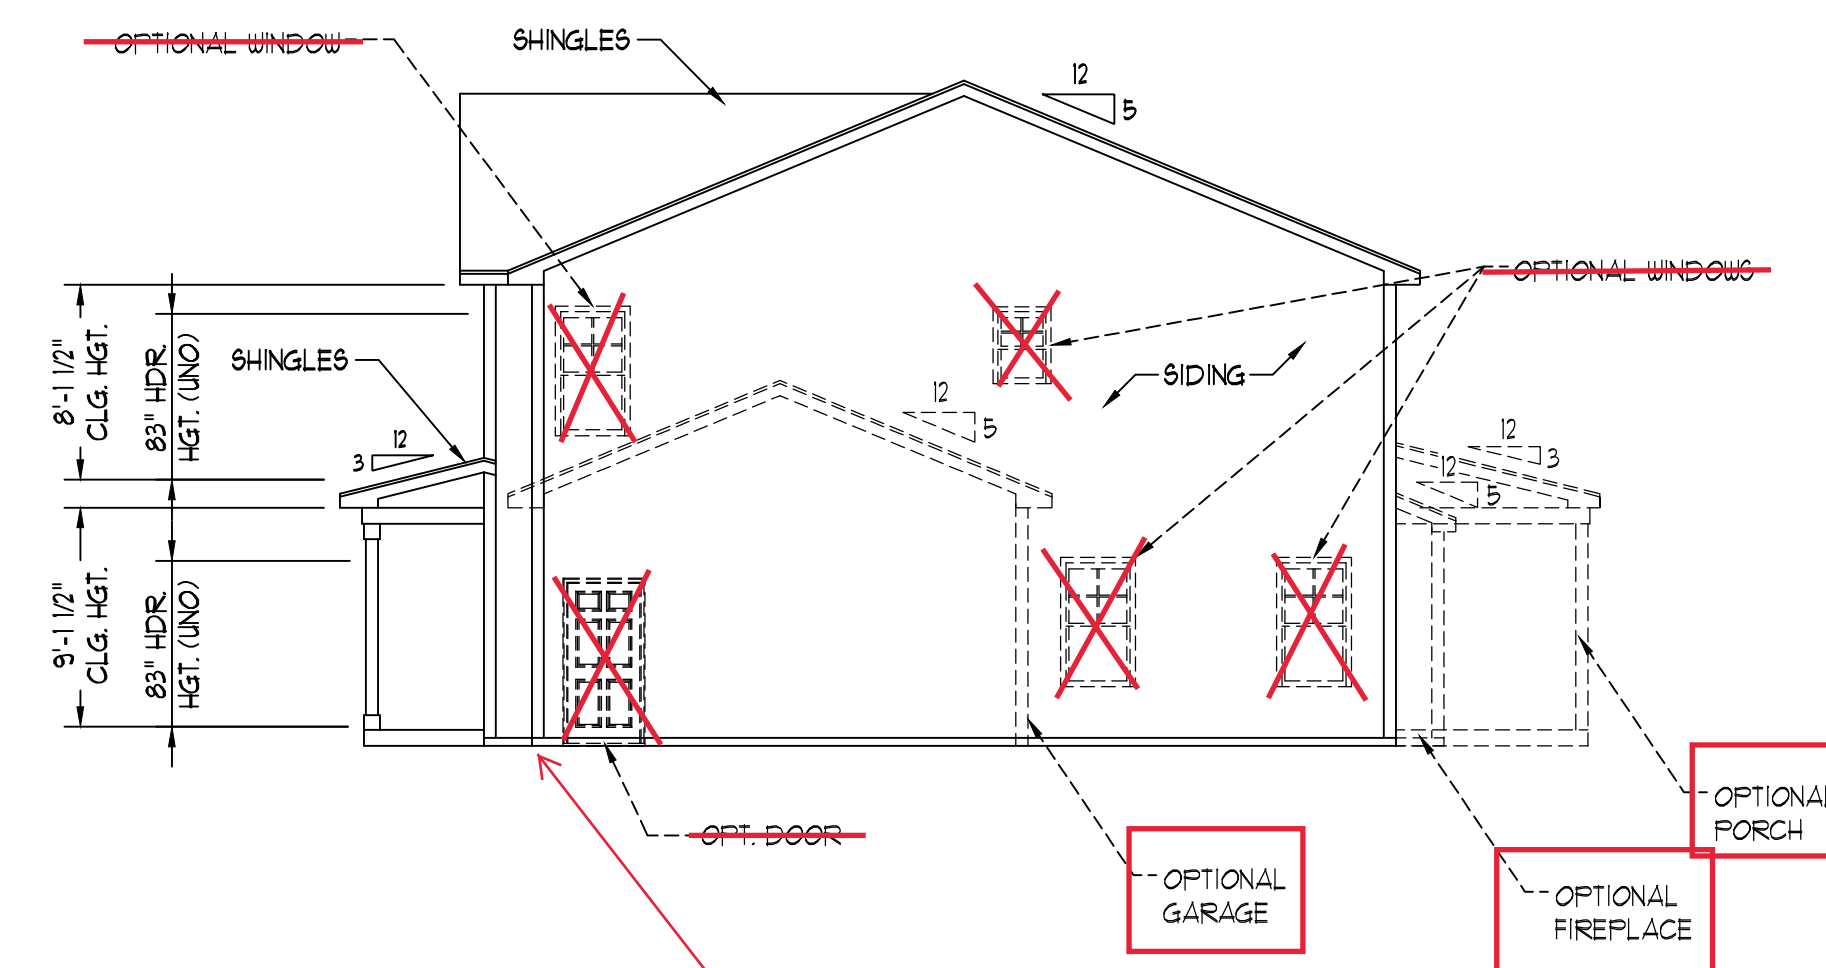 OPTIONAL WINDOW
SHINGLES
12
5
OPTIONAL WINDOWS
8'-1 1/2"
CLG. HGT.
83" HDR.
HGT. (UNO)
SHINGLES
SIDING
12
5
12
3
12
3
12
5
9'-1 1/2"
CLG. HGT.
83" HDR.
HGT. (UNO)
OPT. DOOR
OPTIONAL
GARAGE
OPTIONAL
FIREPLACE
OPTIONAL
PORCH